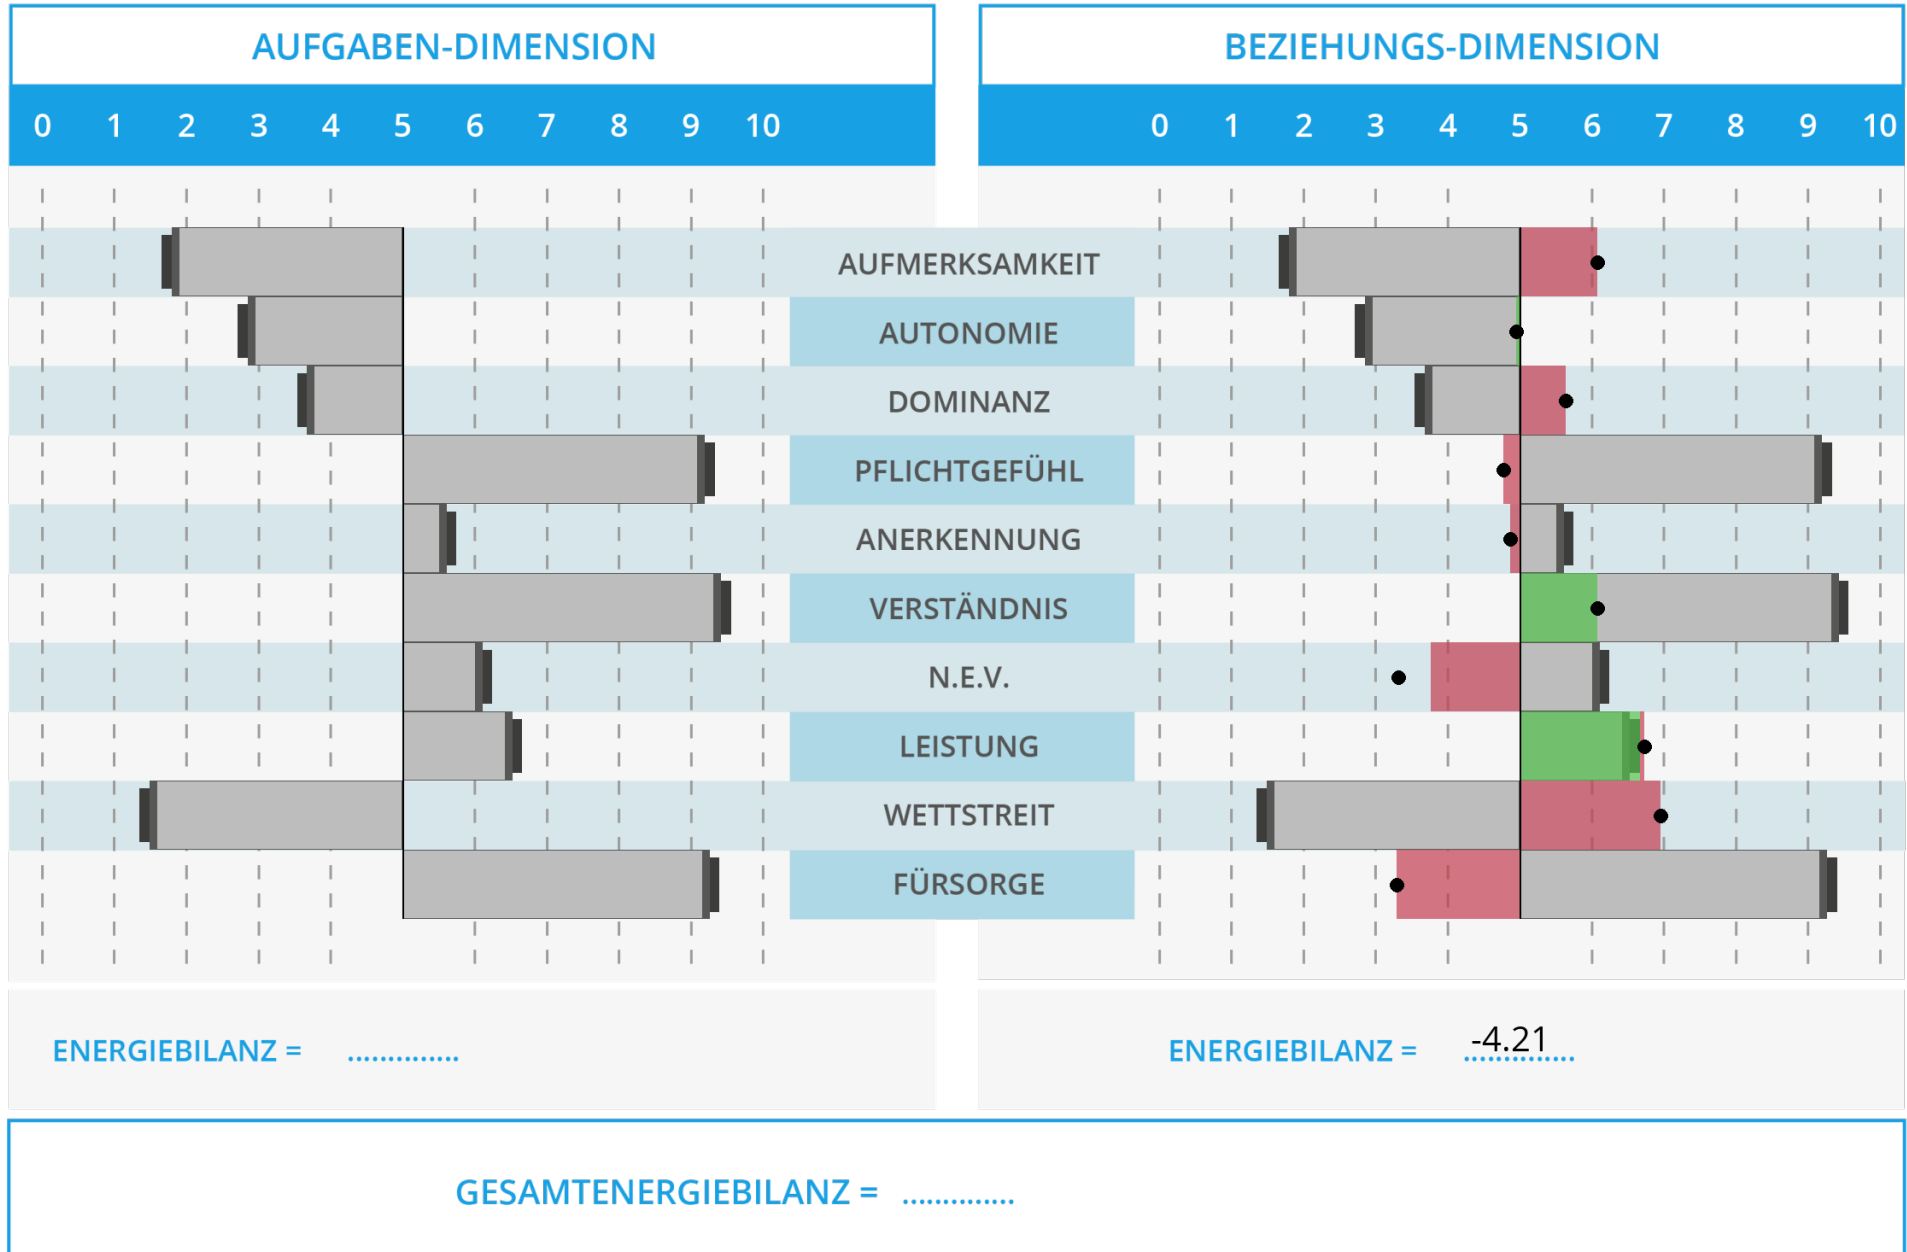 AUFGABEN-DIMENSION
BEZIEHUNGS-DIMENSION
0 1 2 3 4 5 6 7 8 9 10
0 1 2 3 4 5 6 7 8 9 10
AUFMERKSAMKEIT
AUTONOMIE
DOMINANZ
PFLICHTGEFÜHL
ANERKENNUNG
VERSTÄNDNIS
N.E.V.
LEISTUNG
WETTSTREIT
FÜRSORGE
ENERGIEBILANZ = ..............
ENERGIEBILANZ = -4.21
GESAMTENERGIEBILANZ = ..............